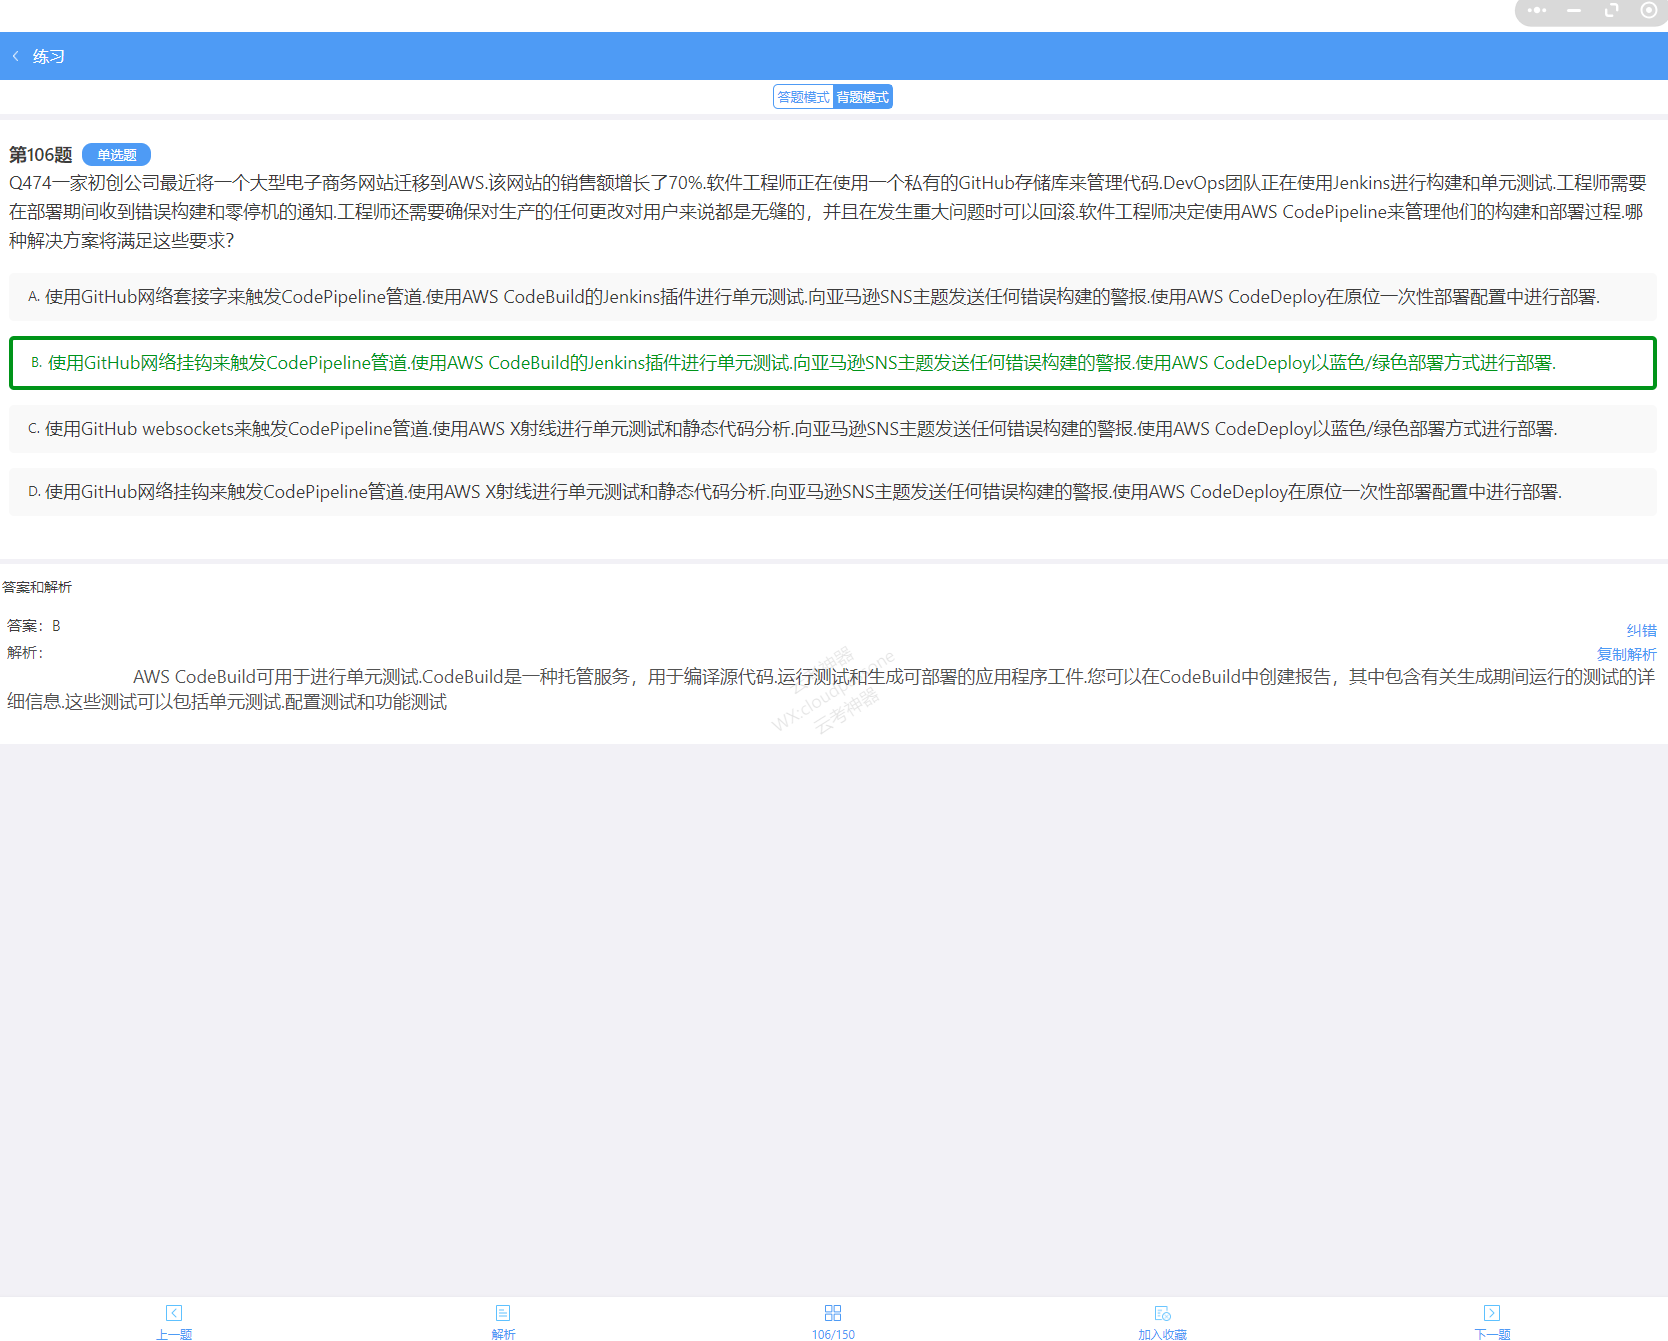 练习
答题模式 背题模式
第106题 单选题
Q474一家初创公司最近将一个大型电子商务网站迁移到AWS.该网站的销售额增长了70%.软件工程师正在使用一个私有的GitHub存储库来管理代码.DevOps团队正在使用Jenkins进行构建和单元测试.工程师需要
在部署期间收到错误构建和零停机的通知.工程师还需要确保对生产的任何更改对用户来说都是无缝的，并且在发生重大问题时可以回滚.软件工程师决定使用AWS CodePipeline来管理他们的构建和部署过程.哪
种解决方案将满足这些要求?
A. 使用GitHub网络套接字来触发CodePipeline管道.使用AWS CodeBuild的Jenkins插件进行单元测试.向亚马逊SNS主题发送任何错误构建的警报.使用AWS CodeDeploy在原位一次性部署配置中进行部署.
B. 使用GitHub网络挂钩来触发CodePipeline管道.使用AWS CodeBuild的Jenkins插件进行单元测试.向亚马逊SNS主题发送任何错误构建的警报.使用AWS CodeDeploy以蓝色/绿色部署方式进行部署.
C. 使用GitHub websockets来触发CodePipeline管道.使用AWS X射线进行单元测试和静态代码分析.向亚马逊SNS主题发送任何错误构建的警报.使用AWS CodeDeploy以蓝色/绿色部署方式进行部署.
D. 使用GitHub网络挂钩来触发CodePipeline管道.使用AWS X射线进行单元测试和静态代码分析.向亚马逊SNS主题发送任何错误构建的警报.使用AWS CodeDeploy在原位一次性部署配置中进行部署.
答案和解析
答案：B
纠错
解析：
复制解析
AWS CodeBuild可用于进行单元测试.CodeBuild是一种托管服务，用于编译源代码.运行测试和生成可部署的应用程序工件.您可以在CodeBuild中创建报告，其中包含有关生成期间运行的测试的详
细信息.这些测试可以包括单元测试.配置测试和功能测试
云考神器
上一题 解析 106/150 加入收藏 下一题